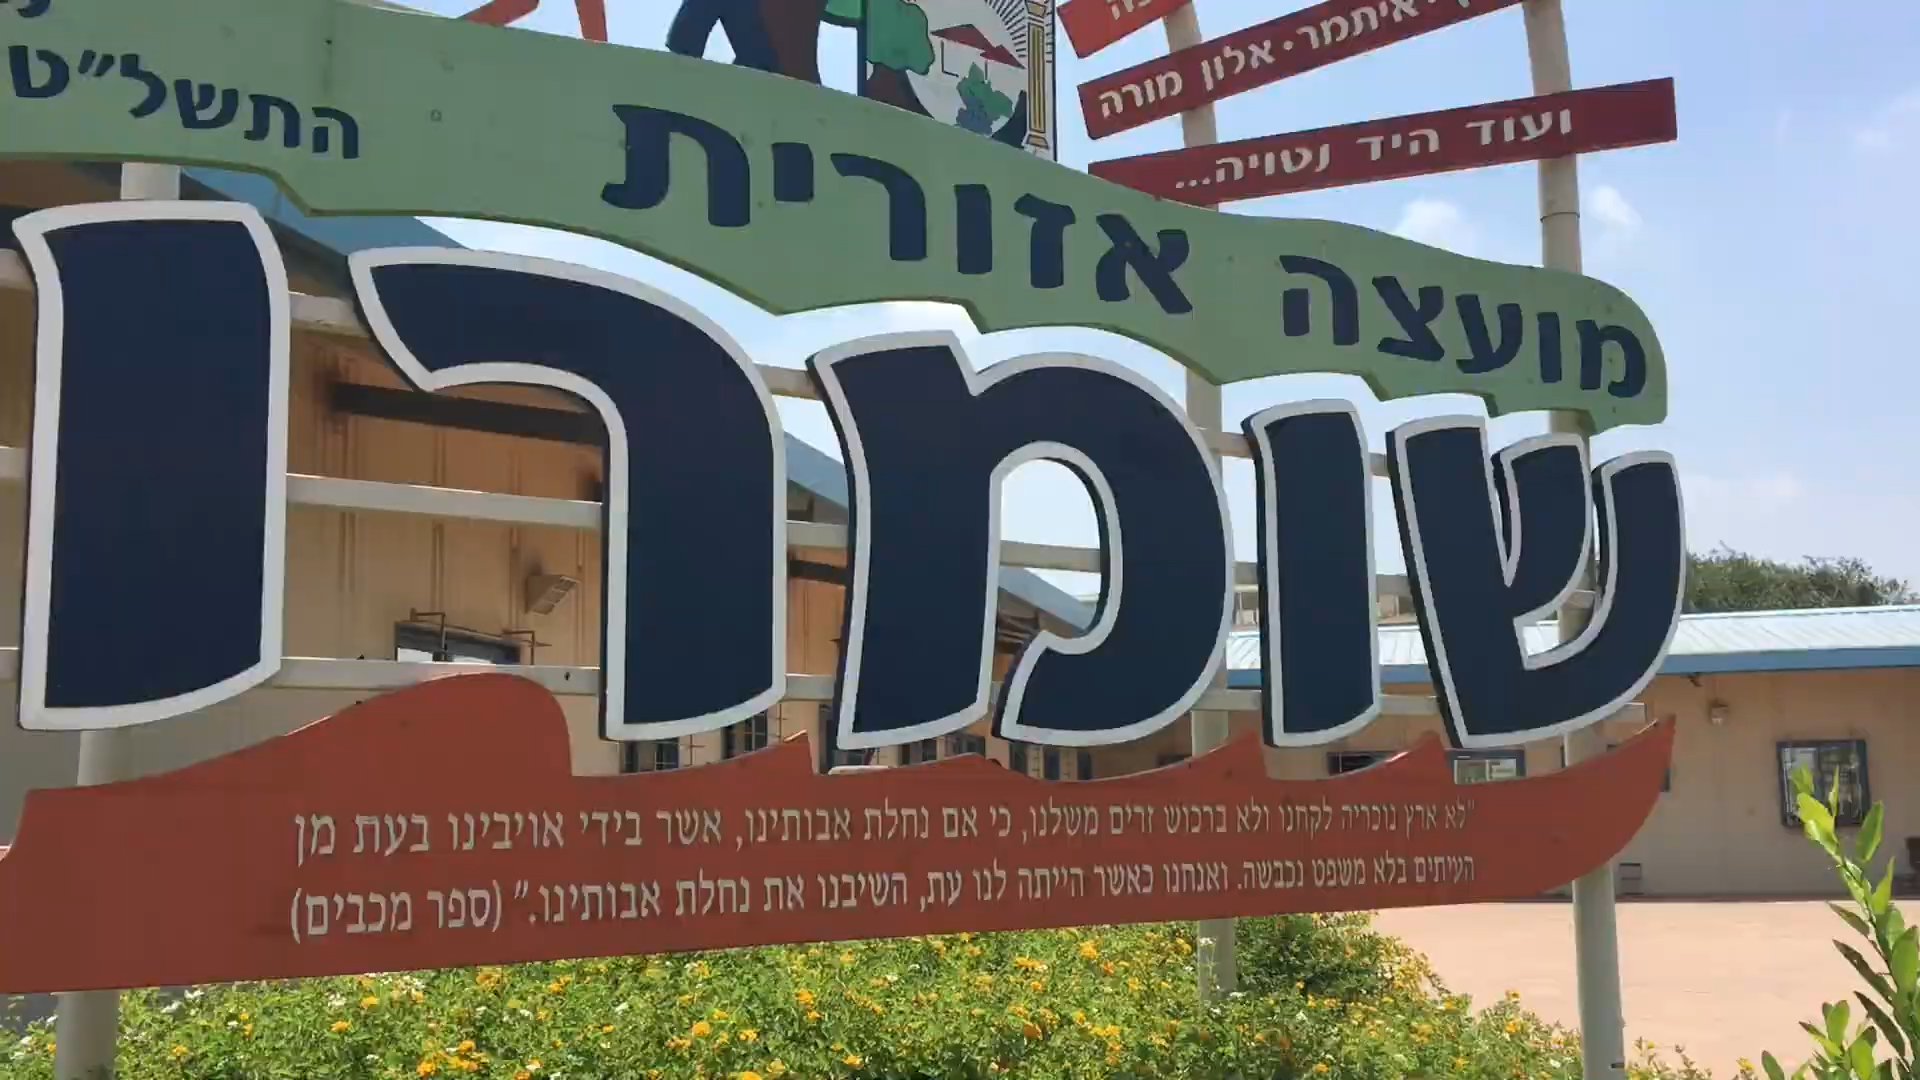 איתמר • אלון מורה
ועוד היד נטויה...
התשל"ט
מועצה אזורית
שומרון
"לא ארץ נוכריה לקחנו ולא ברכוש זרים משלנו, כי אם נחלת אבותינו, אשר בידי אויבינו בעת מן
העיתים בלא משפט נכבשה. ואנחנו כאשר הייתה לנו עת, השיבנו את נחלת אבותינו." (ספר מכבים)